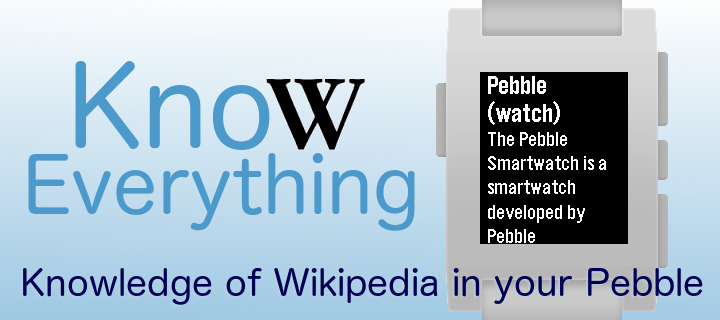 Know
Everything
Pebble
(watch)
The Pebble
Smartwatch is a
smartwatch
developed by
Pebble
Knowledge of Wikipedia in your Pebble